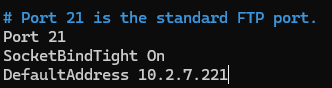 # Port 21 is the standard FTP port.
Port 21
SocketBindTight On
DefaultAddress 10.2.7.221